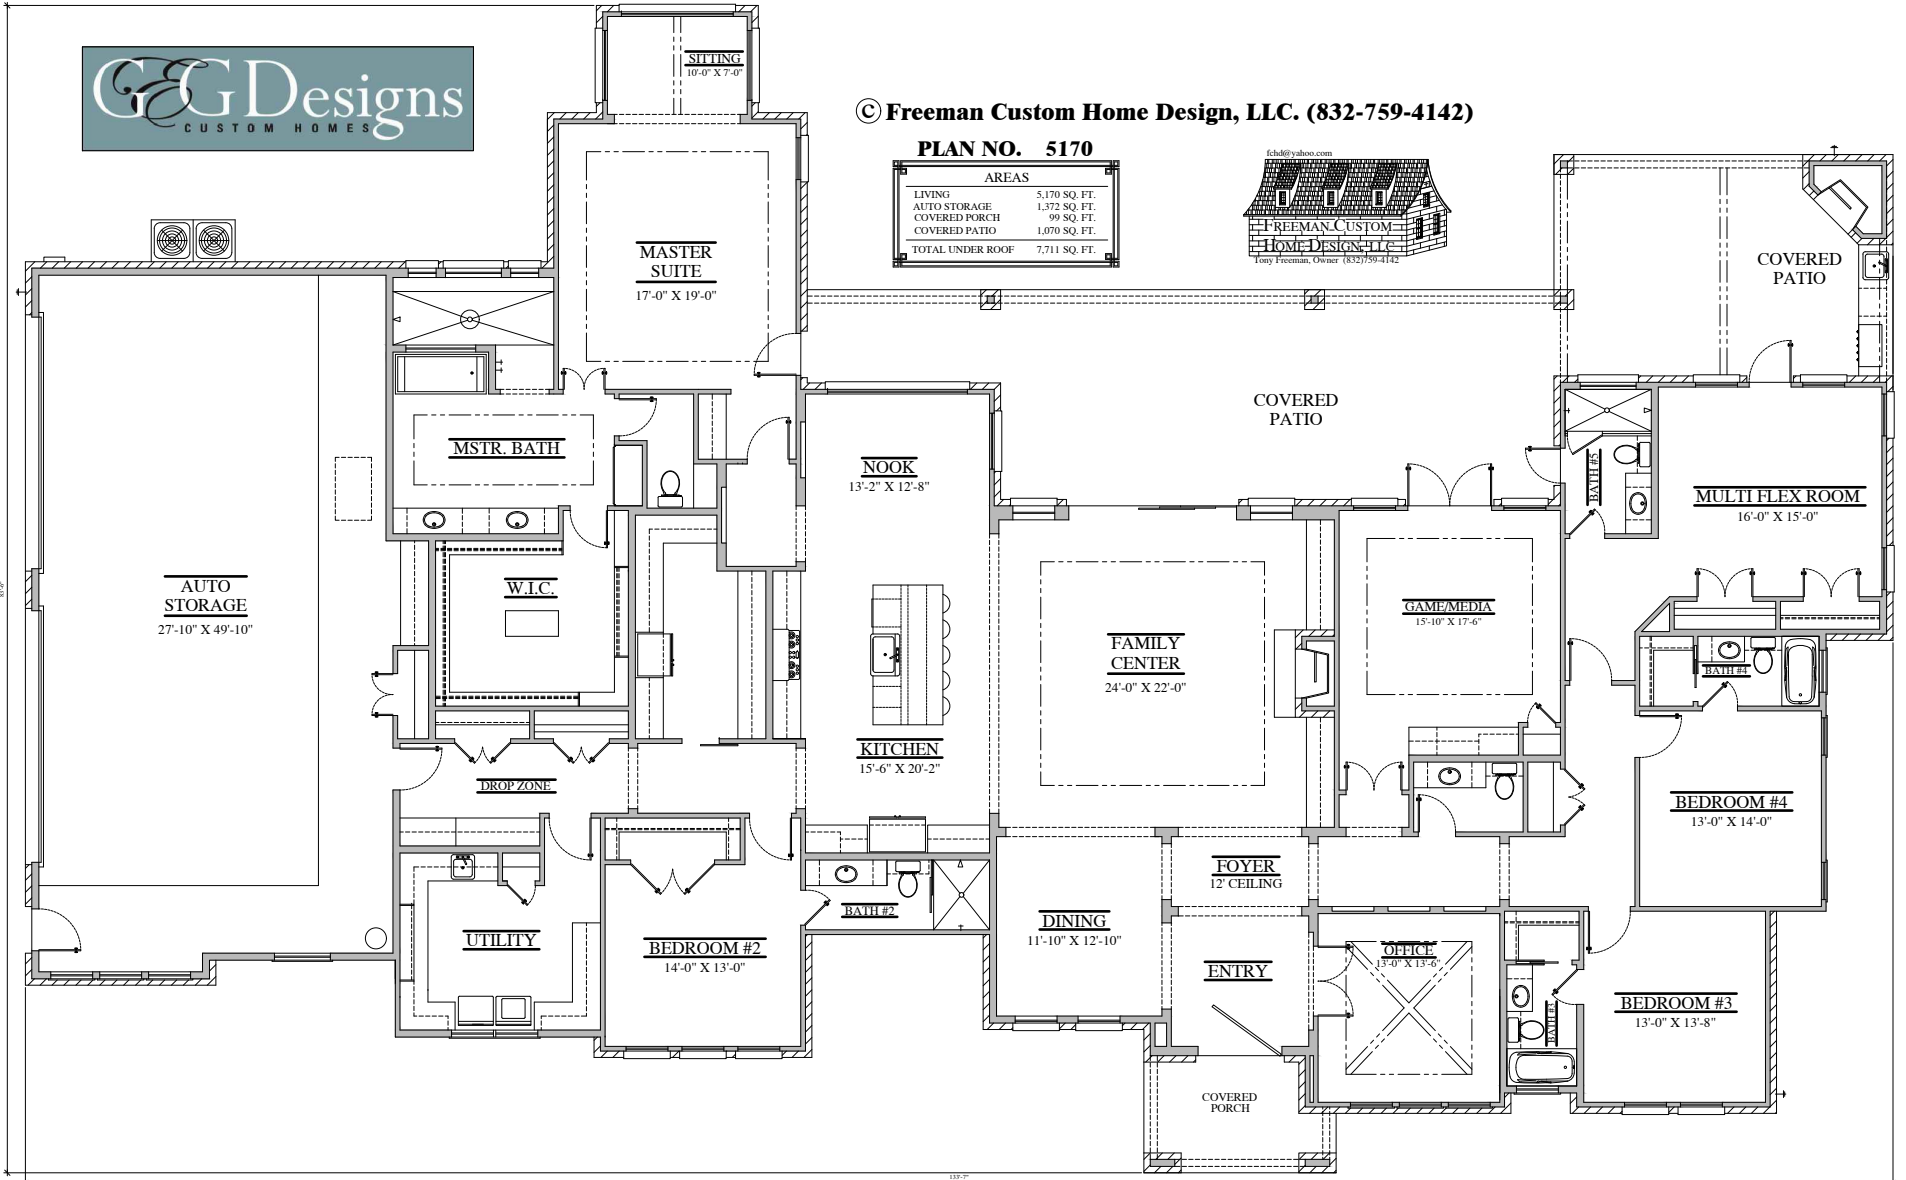 G&G Designs
CUSTOM HOMES
SITTING
10'-0" X 7'-0"
© Freeman Custom Home Design, LLC. (832-759-4142)
PLAN NO. 5170
AREAS
LIVING 5,170 SQ. FT.
AUTO STORAGE 1,372 SQ. FT.
COVERED PORCH 99 SQ. FT.
COVERED PATIO 1,070 SQ. FT.
TOTAL UNDER ROOF 7,711 SQ. FT.
fchd@yahoo.com
FREEMAN CUSTOM
HOME DESIGN, LLC
Tony Freeman, Owner (832)759-4142
MASTER
SUITE
17'-0" X 19'-0"
COVERED
PATIO
COVERED
PATIO
MSTR. BATH
NOOK
13'-2" X 12'-8"
BATH #5
MULTI FLEX ROOM
16'-0" X 15'-0"
AUTO
STORAGE
27'-10" X 49'-10"
W.I.C.
GAME/MEDIA
15'-10" X 17'-6"
FAMILY
CENTER
24'-0" X 22'-0"
BATH #4
KITCHEN
15'-6" X 20'-2"
DROP ZONE
BEDROOM #4
13'-0" X 14'-0"
FOYER
12' CEILING
BATH #2
DINING
11'-10" X 12'-10"
UTILITY
BEDROOM #2
14'-0" X 13'-0"
OFFICE
13'-0" X 13'-6"
ENTRY
BEDROOM #3
13'-0" X 13'-8"
BATH #3
COVERED
PORCH
133'-7"